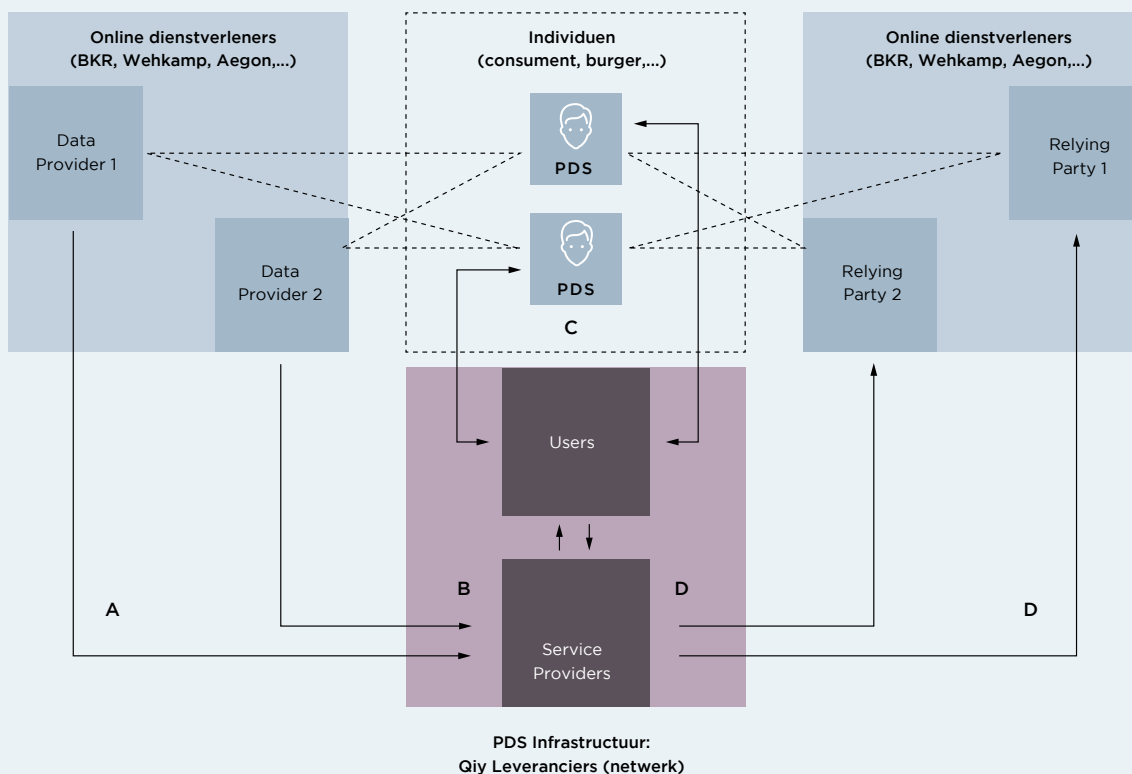 Online dienstverleners
(BKR, Wehkamp, Aegon,...)
Data
Provider 1
Data
Provider 2
Individuen
(consument, burger,...)
PDS
PDS
C
Online dienstverleners
(BKR, Wehkamp, Aegon,...)
Relying
Party 1
Relying
Party 2
Users
A
B
D
D
Service
Providers
PDS Infrastructuur:
Qiy Leveranciers (netwerk)